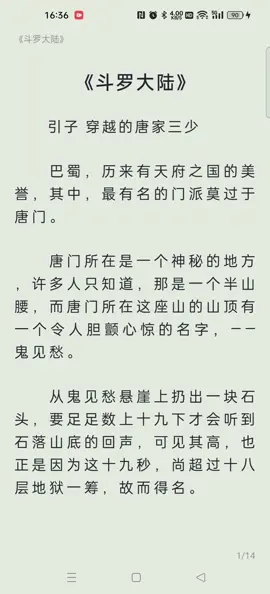 16:36
4.00
90
《斗罗大陆》
《斗罗大陆》
引子 穿越的唐家三少
巴蜀，历来有天府之国的美
誉，其中，最有名的门派莫过于
唐门。
唐门所在是一个神秘的地方
，许多人只知道，那是一个半山
腰，而唐门所在这座山的山顶有
一个令人胆颤心惊的名字，——
鬼见愁。
从鬼见愁悬崖上扔出一块石
头，要足足数上十九下才会听到
石落山底的回声，可见其高，也
正是因为这十九秒，尚超过十八
层地狱一筹，故而得名。
1/14